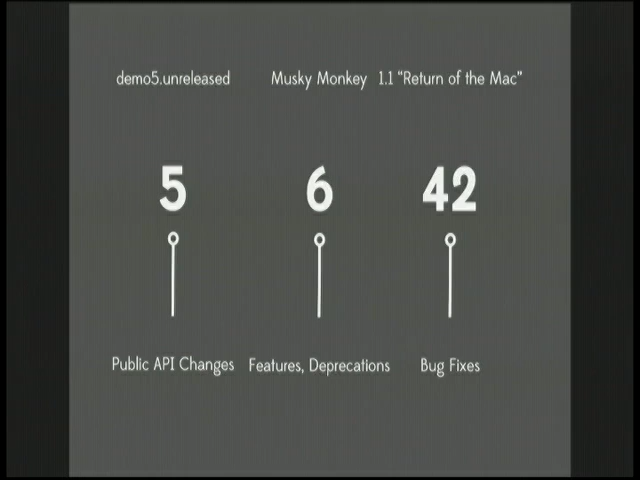 demo5.unreleased Musky Monkey 1.1 “Return of the Mac”
5 6 42
Public API Changes Features, Deprecations Bug Fixes